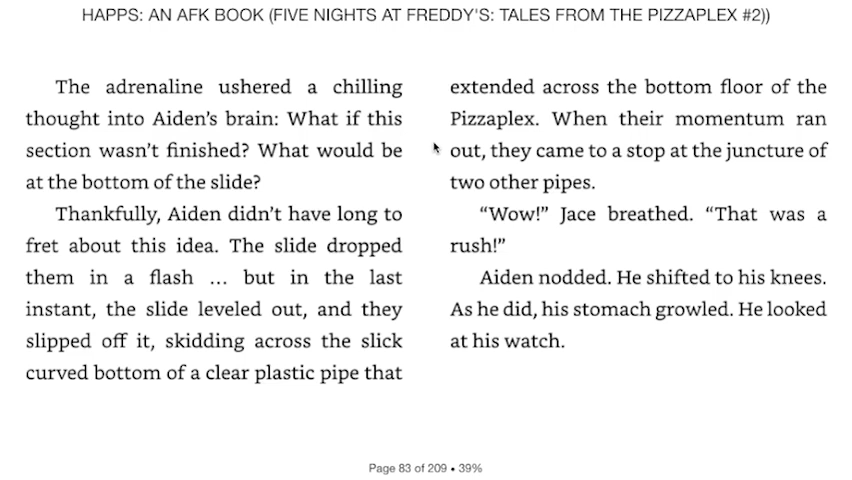 HAPPS: AN AFK BOOK (FIVE NIGHTS AT FREDDY'S: TALES FROM THE PIZZAPLEX #2))
The adrenaline ushered a chilling
thought into Aiden’s brain: What if this
section wasn’t finished? What would be
at the bottom of the slide?
Thankfully, Aiden didn’t have long to
fret about this idea. The slide dropped
them in a flash … but in the last
instant, the slide leveled out, and they
slipped off it, skidding across the slick
curved bottom of a clear plastic pipe that
extended across the bottom floor of the
Pizzaplex. When their momentum ran
out, they came to a stop at the juncture of
two other pipes.
“Wow!” Jace breathed. “That was a
rush!”
Aiden nodded. He shifted to his knees.
As he did, his stomach growled. He looked
at his watch.
Page 83 of 209 • 39%